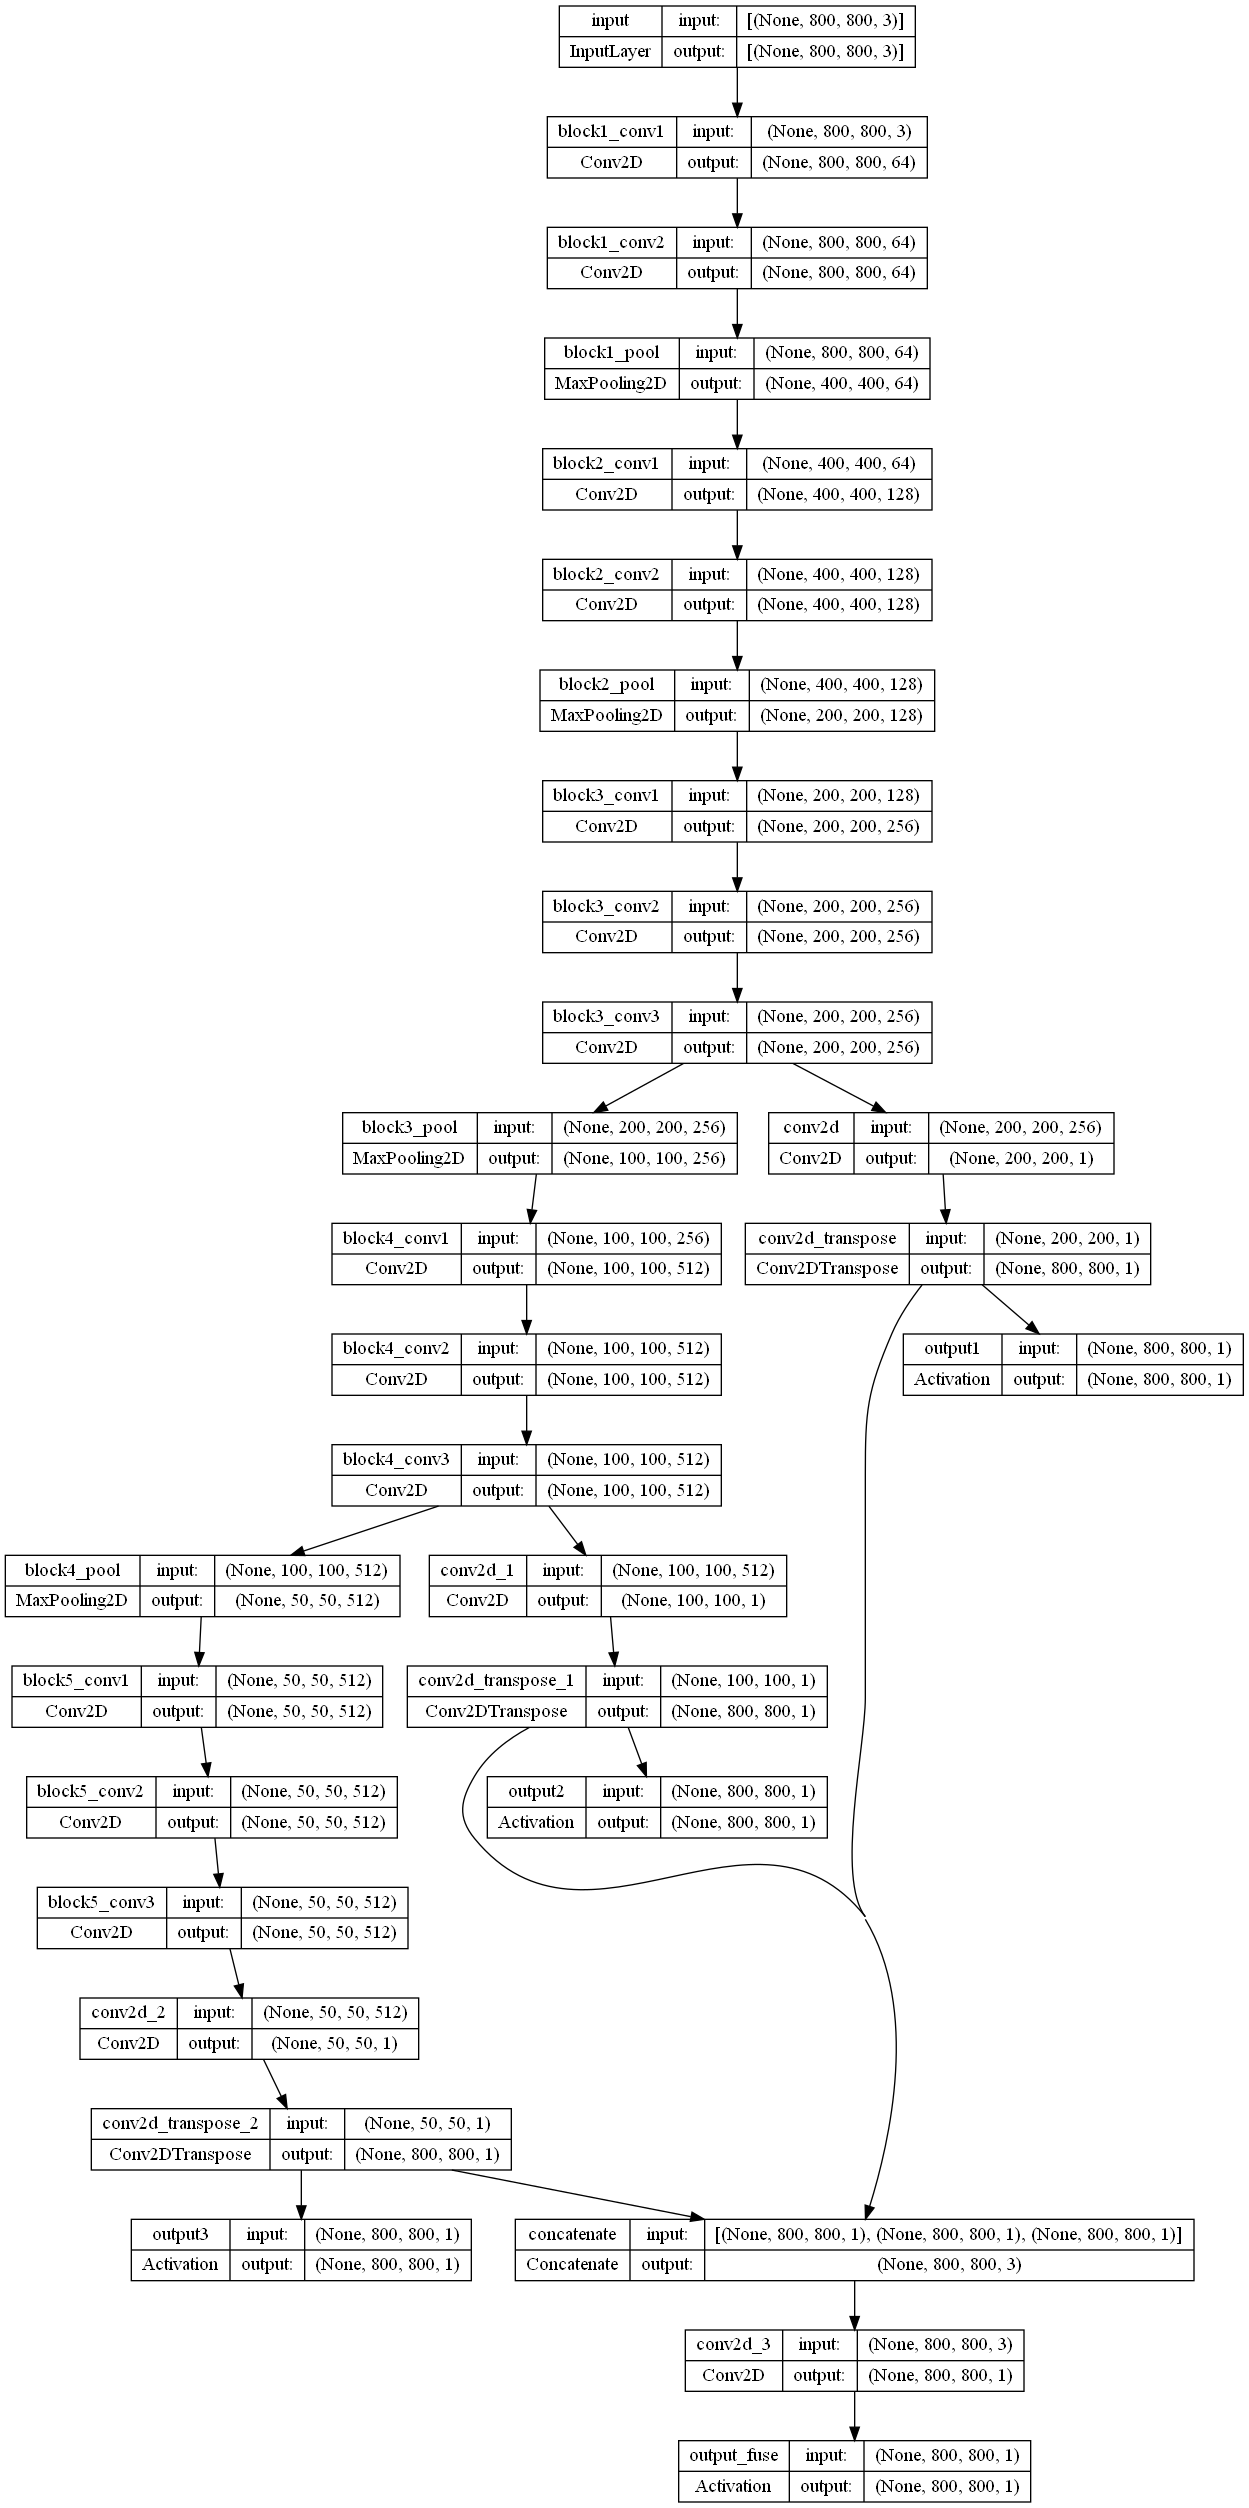 input input: [(None, 800, 800, 3)]
InputLayer output: [(None, 800, 800, 3)]
block1_conv1 input: (None, 800, 800, 3)
Conv2D output: (None, 800, 800, 64)
block1_conv2 input: (None, 800, 800, 64)
Conv2D output: (None, 800, 800, 64)
block1_pool input: (None, 800, 800, 64)
MaxPooling2D output: (None, 400, 400, 64)
block2_conv1 input: (None, 400, 400, 64)
Conv2D output: (None, 400, 400, 128)
block2_conv2 input: (None, 400, 400, 128)
Conv2D output: (None, 400, 400, 128)
block2_pool input: (None, 400, 400, 128)
MaxPooling2D output: (None, 200, 200, 128)
block3_conv1 input: (None, 200, 200, 128)
Conv2D output: (None, 200, 200, 256)
block3_conv2 input: (None, 200, 200, 256)
Conv2D output: (None, 200, 200, 256)
block3_conv3 input: (None, 200, 200, 256)
Conv2D output: (None, 200, 200, 256)
block3_pool input: (None, 200, 200, 256)
MaxPooling2D output: (None, 100, 100, 256)
conv2d input: (None, 200, 200, 256)
Conv2D output: (None, 200, 200, 1)
block4_conv1 input: (None, 100, 100, 256)
Conv2D output: (None, 100, 100, 512)
conv2d_transpose input: (None, 200, 200, 1)
Conv2DTranspose output: (None, 800, 800, 1)
block4_conv2 input: (None, 100, 100, 512)
Conv2D output: (None, 100, 100, 512)
output1 input: (None, 800, 800, 1)
Activation output: (None, 800, 800, 1)
block4_conv3 input: (None, 100, 100, 512)
Conv2D output: (None, 100, 100, 512)
block4_pool input: (None, 100, 100, 512)
MaxPooling2D output: (None, 50, 50, 512)
conv2d_1 input: (None, 100, 100, 512)
Conv2D output: (None, 100, 100, 1)
block5_conv1 input: (None, 50, 50, 512)
Conv2D output: (None, 50, 50, 512)
conv2d_transpose_1 input: (None, 100, 100, 1)
Conv2DTranspose output: (None, 800, 800, 1)
block5_conv2 input: (None, 50, 50, 512)
Conv2D output: (None, 50, 50, 512)
output2 input: (None, 800, 800, 1)
Activation output: (None, 800, 800, 1)
block5_conv3 input: (None, 50, 50, 512)
Conv2D output: (None, 50, 50, 512)
conv2d_2 input: (None, 50, 50, 512)
Conv2D output: (None, 50, 50, 1)
conv2d_transpose_2 input: (None, 50, 50, 1)
Conv2DTranspose output: (None, 800, 800, 1)
output3 input: (None, 800, 800, 1)
Activation output: (None, 800, 800, 1)
concatenate input: [(None, 800, 800, 1), (None, 800, 800, 1), (None, 800, 800, 1)]
Concatenate output: (None, 800, 800, 3)
conv2d_3 input: (None, 800, 800, 3)
Conv2D output: (None, 800, 800, 1)
output_fuse input: (None, 800, 800, 1)
Activation output: (None, 800, 800, 1)